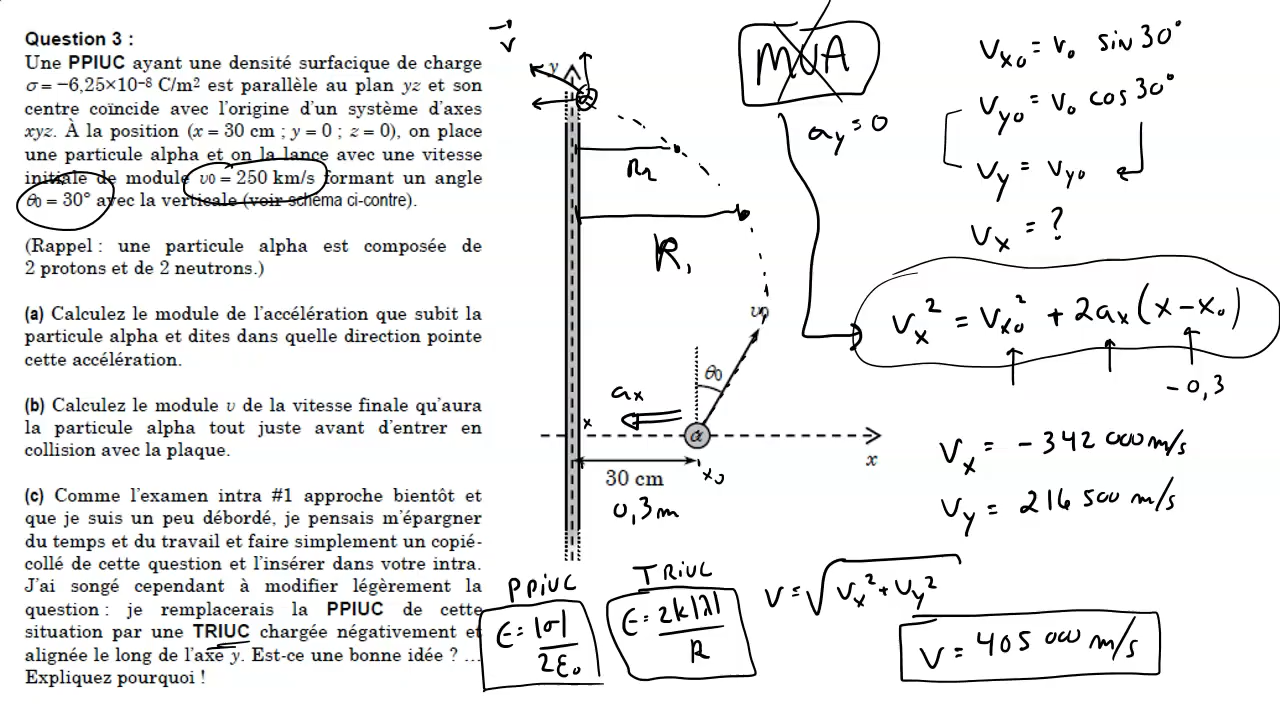 Question 3 :
Une PPIUC ayant une densité surfacique de charge
σ = −6,25×10⁻⁸ C/m² est parallèle au plan yz et son
centre coïncide avec l'origine d'un système d'axes
xyz. À la position (x = 30 cm ; y = 0 ; z = 0), on place
une particule alpha et on la lance avec une vitesse
initiale de module υ0 = 250 km/s formant un angle
θ0 = 30° avec la verticale (voir schéma ci-contre).
(Rappel : une particule alpha est composée de
2 protons et de 2 neutrons.)
(a) Calculez le module de l'accélération que subit la
particule alpha et dites dans quelle direction pointe
cette accélération.
(b) Calculez le module υ de la vitesse finale qu'aura
la particule alpha tout juste avant d'entrer en
collision avec la plaque.
(c) Comme l'examen intra #1 approche bientôt et
que je suis un peu débordé, je pensais m'épargner
du temps et du travail et faire simplement un copié-
collé de cette question et l'insérer dans votre intra.
J'ai songé cependant à modifier légèrement la
question : je remplacerais la PPIUC de cette
situation par une TRIUC chargée négativement et
alignée le long de l'axe y. Est-ce une bonne idée ? …
Expliquez pourquoi !
v
y
α
R₂
R₁
υ0
θ0
aₓ
x
α
x
30 cm
x₀
0,3 m
MUA
a_y = 0
Vₓ₀ = v₀ sin 30°
V_y₀ = v₀ cos 30°
V_y = V_y₀
Vₓ = ?
Vₓ² = Vₓ₀² + 2aₓ(x − x₀)
− 0,3
Vₓ = − 342 000 m/s
V_y = 216 500 m/s
PPIUC
E = |σ| / 2ε₀
TRIUC
E = 2k|λ| / R
V = √(Vₓ² + V_y²)
V = 405 000 m/s